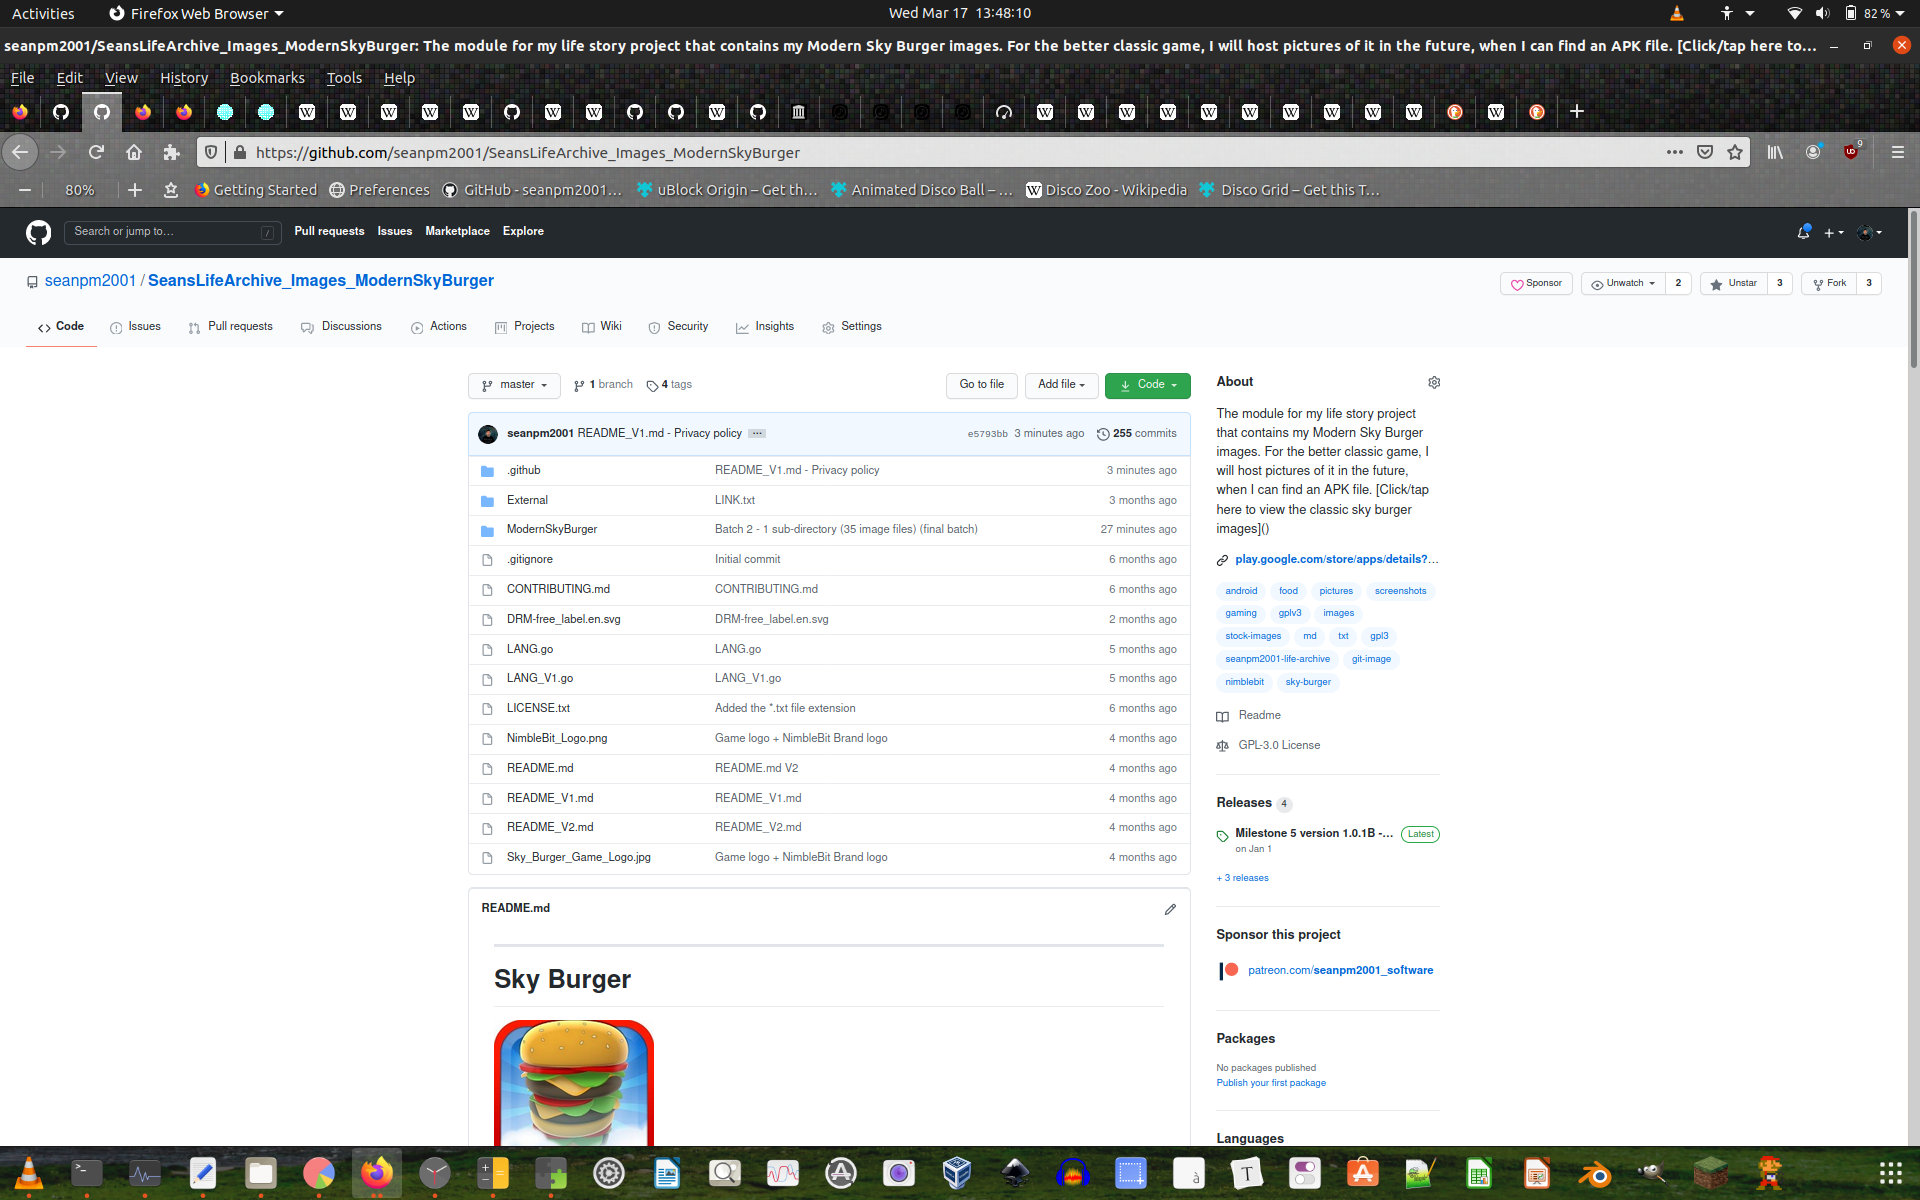 Activities Firefox Web Browser Wed Mar 17 13:48:10 82 %
seanpm2001/SeansLifeArchive_Images_ModernSkyBurger: The module for my life story project that contains my Modern Sky Burger images. For the better classic game, I will host pictures of it in the future, when I can find an APK file. [Click/tap here to…
File Edit View History Bookmarks Tools Help
https://github.com/seanpm2001/SeansLifeArchive_Images_ModernSkyBurger 9
80% Getting Started Preferences GitHub - seanpm2001… uBlock Origin – Get th… Animated Disco Ball – … Disco Zoo - Wikipedia Disco Grid – Get this T…
Search or jump to… / Pull requests Issues Marketplace Explore
seanpm2001 / SeansLifeArchive_Images_ModernSkyBurger Sponsor Unwatch 2 Unstar 3 Fork 3
Code Issues Pull requests Discussions Actions Projects Wiki Security Insights Settings
master 1 branch 4 tags Go to file Add file Code
seanpm2001 README_V1.md - Privacy policy … e5793bb 3 minutes ago 255 commits
.github README_V1.md - Privacy policy 3 minutes ago
External LINK.txt 3 months ago
ModernSkyBurger Batch 2 - 1 sub-directory (35 image files) (final batch) 27 minutes ago
.gitignore Initial commit 6 months ago
CONTRIBUTING.md CONTRIBUTING.md 6 months ago
DRM-free_label.en.svg DRM-free_label.en.svg 2 months ago
LANG.go LANG.go 5 months ago
LANG_V1.go LANG_V1.go 5 months ago
LICENSE.txt Added the *.txt file extension 6 months ago
NimbleBit_Logo.png Game logo + NimbleBit Brand logo 4 months ago
README.md README.md V2 4 months ago
README_V1.md README_V1.md 4 months ago
README_V2.md README_V2.md 4 months ago
Sky_Burger_Game_Logo.jpg Game logo + NimbleBit Brand logo 4 months ago
README.md
Sky Burger
About
The module for my life story project
that contains my Modern Sky Burger
images. For the better classic game, I
will host pictures of it in the future,
when I can find an APK file. [Click/tap
here to view the classic sky burger
images]()
play.google.com/store/apps/details?…
android food pictures screenshots
gaming gplv3 images
stock-images md txt gpl3
seanpm2001-life-archive git-image
nimblebit sky-burger
Readme
GPL-3.0 License
Releases 4
Milestone 5 version 1.0.1B -… Latest
on Jan 1
+ 3 releases
Sponsor this project
patreon.com/seanpm2001_software
Packages
No packages published
Publish your first package
Languages